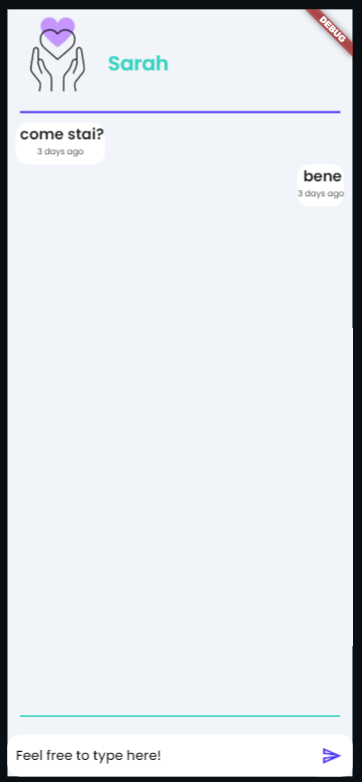 DEBUG
Sarah
come stai?
3 days ago
bene
3 days ago
Feel free to type here!